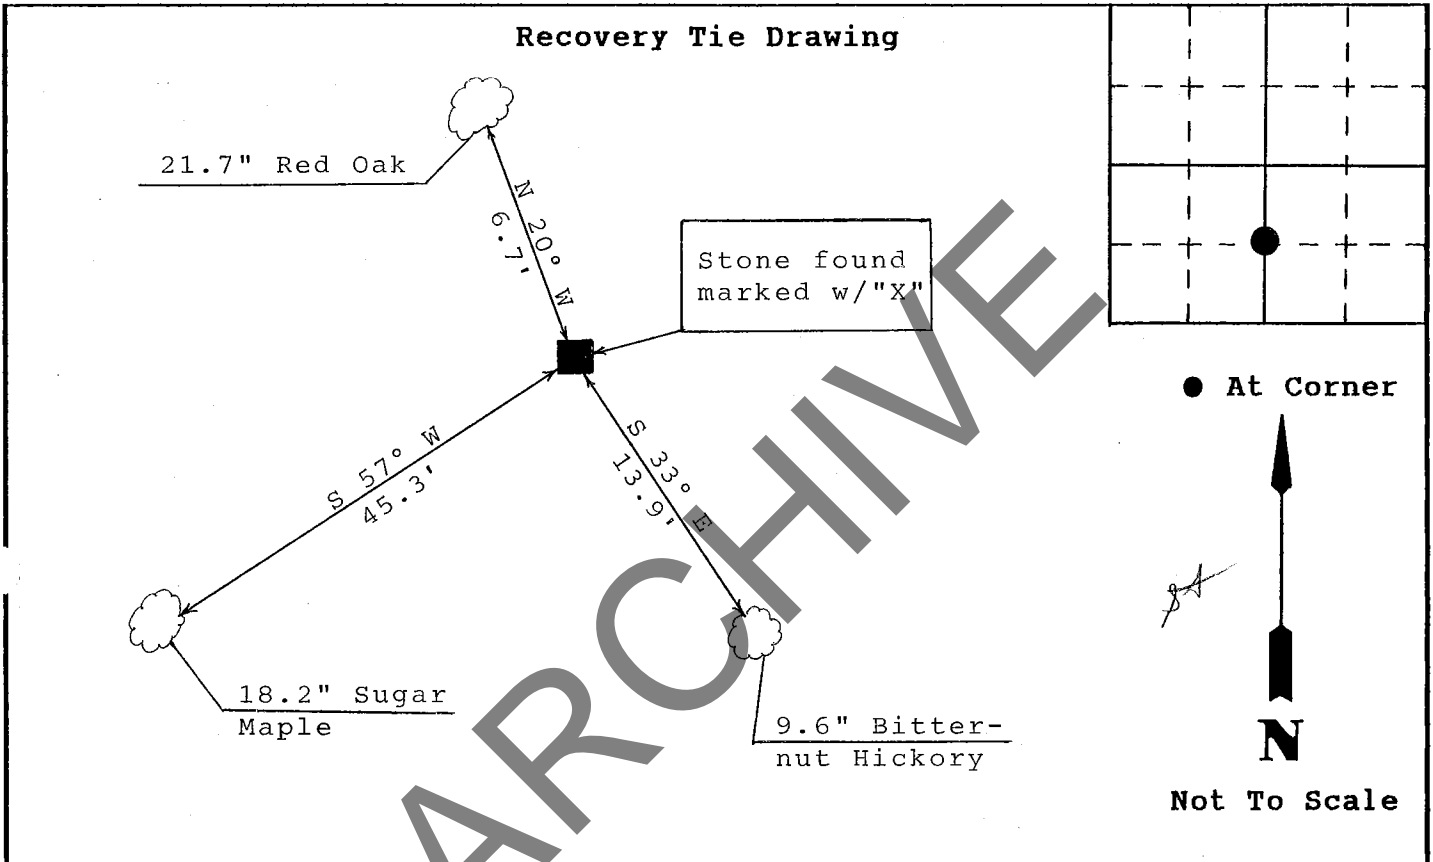 Recovery Tie Drawing
21.7" Red Oak
N 20° W
6.7'
Stone found
marked w/"X"
● At Corner
S 57° W
45.3'
S 33° E
13.9'
18.2" Sugar
Maple
9.6" Bitter-
nut Hickory
N
Not To Scale
ARCHIVE